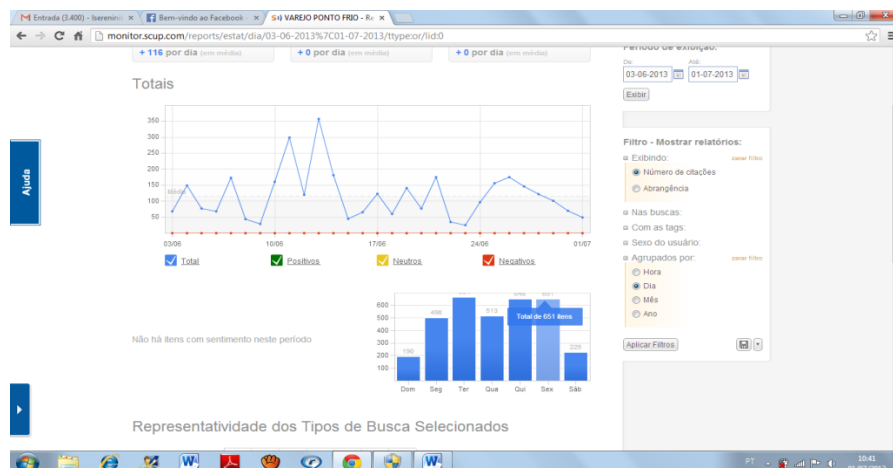 Entrada (3.400) - Isereninii
Bem-vindo ao Facebook -
VAREJO PONTO FRIO - Re
monitor.scup.com/reports/estat/dia/03-06-2013%7C01-07-2013/ttype:or/lid:0
+ 116 por dia (em média)
+ 0 por dia (em média)
+ 0 por dia (em média)
Período de exibição:
De: Até:
03-06-2013 01-07-2013
Exibir
Ajuda
Totais
350
300
250
200
150
100
50
Média
03/06 10/06 17/06 24/06 01/07
Total Positivos Neutros Negativos
Filtro - Mostrar relatórios:
Exibindo: zerar filtro
Número de citações
Abrangência
Nas buscas:
Com as tags:
Sexo do usuário:
Agrupados por: zerar filtro
Hora
Dia
Mês
Ano
Aplicar Filtros
Não há itens com sentimento neste período
600
500
400
300
200
100
190 498 513 651 225
Total de 651 itens
Dom Seg Ter Qua Qui Sex Sáb
Representatividade dos Tipos de Busca Selecionados
PT
10:41